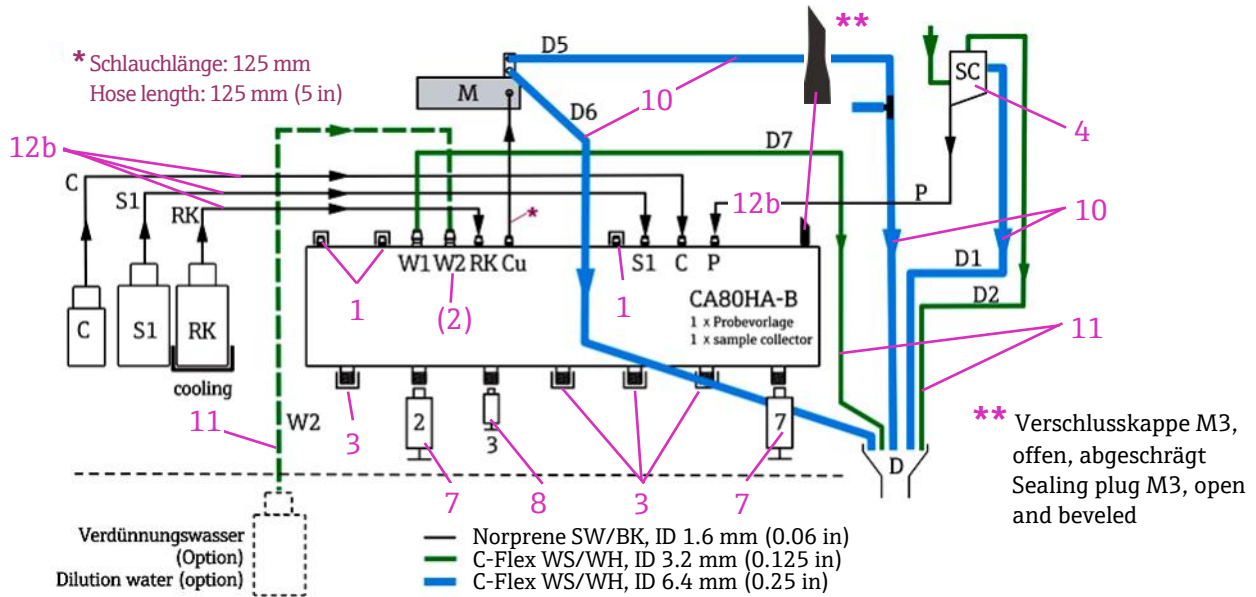 * Schlauchlänge: 125 mm
Hose length: 125 mm (5 in)
D5
**
4
SC
M
10
D6
D7
12b
C
S1
RK
*
12b
P
10
W1 W2 RK Cu
S1 C P
D1
D2
1
(2)
1
CA80HA-B
1 x Probevorlage
1 x sample collector
11
C
S1
RK
cooling
11
W2
3
2
3
7
D
7
8
3
7
** Verschlusskappe M3,
offen, abgeschrägt
Sealing plug M3, open
and beveled
Verdünnungswasser
(Option)
Dilution water (option)
Norprene SW/BK, ID 1.6 mm (0.06 in)
C-Flex WS/WH, ID 3.2 mm (0.125 in)
C-Flex WS/WH, ID 6.4 mm (0.25 in)